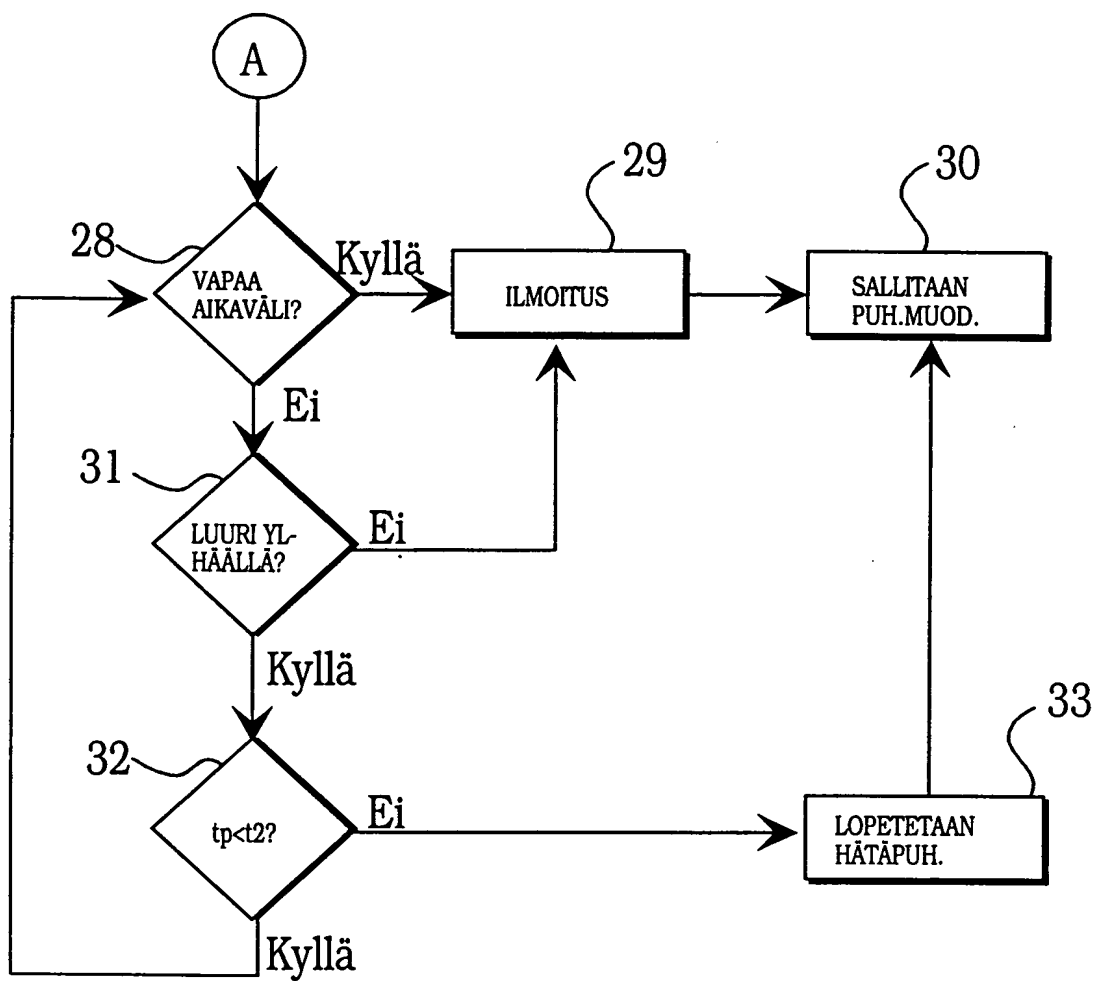 A
29
30
28
Kyllä
VAPAA
AIKAVÄLI?
ILMOITUS
SALLITAAN
PUH.MUOD.
Ei
31
LUURI YL-
HÄÄLLÄ?
Ei
Kyllä
33
32
tp<t2?
Ei
LOPETETAAN
HÄTÄPUH.
Kyllä